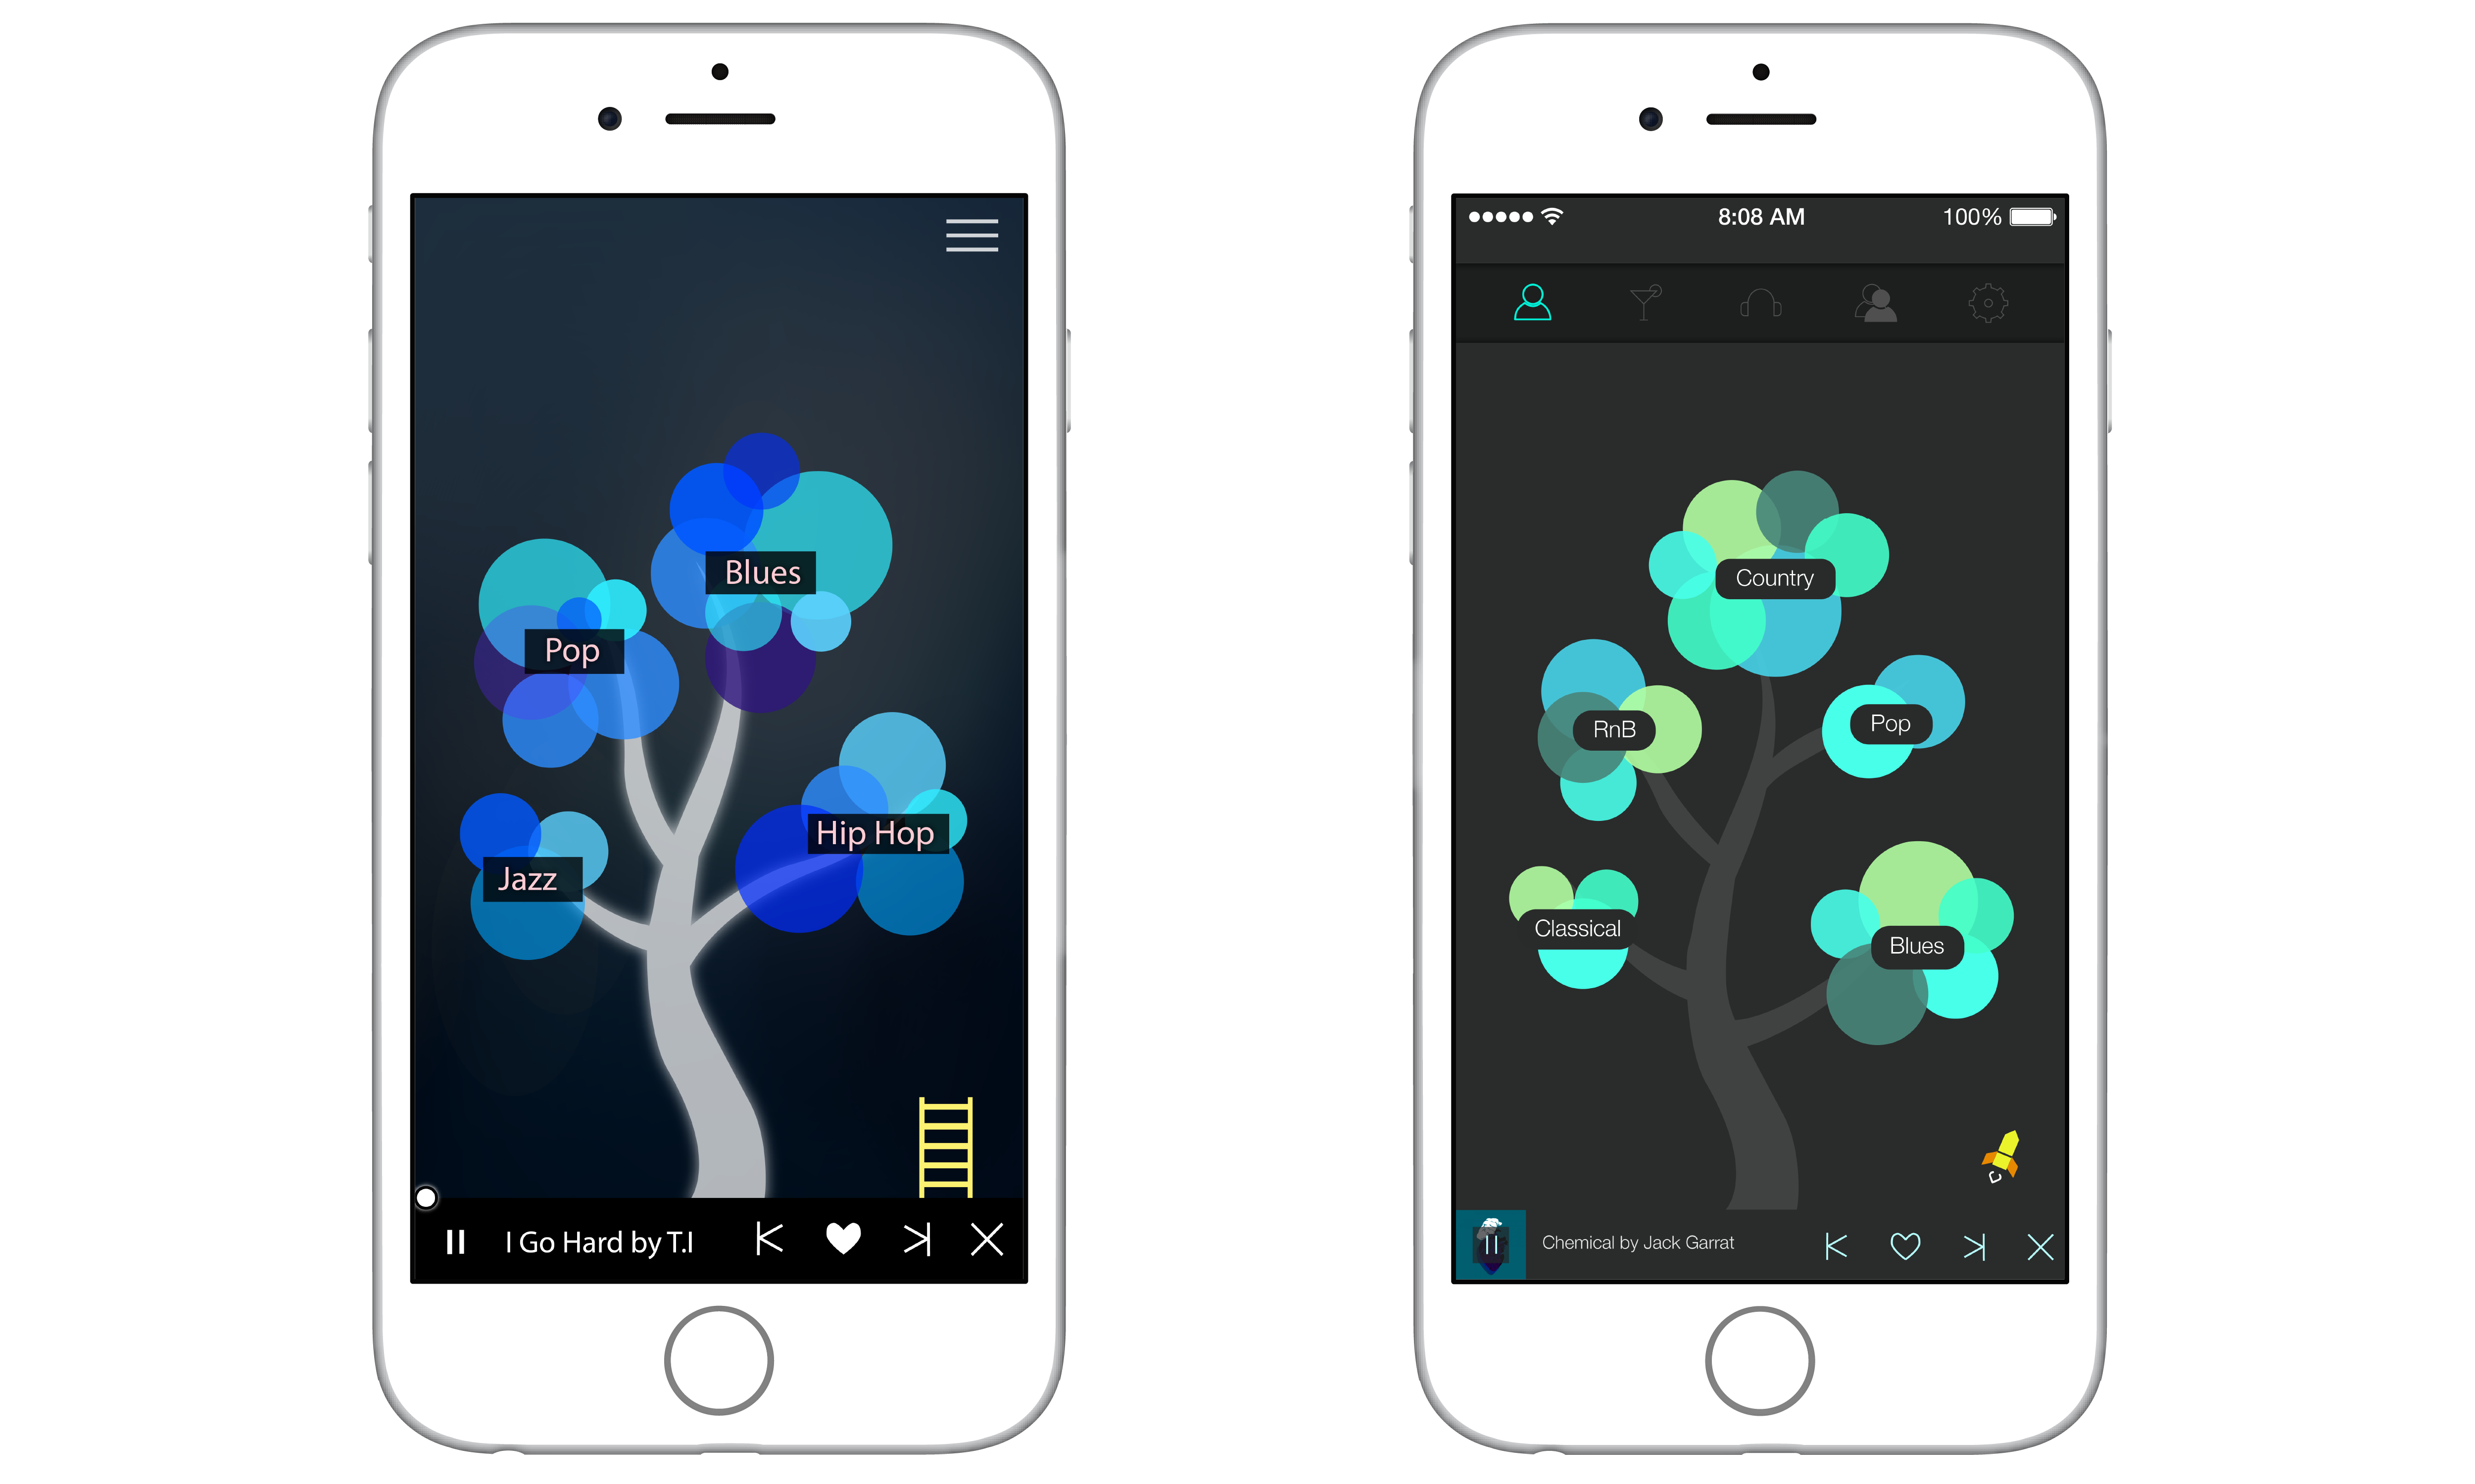 Blues
Pop
Hip Hop
Jazz
I Go Hard by T.I
8:08 AM
100%
Country
RnB
Pop
Classical
Blues
Chemical by Jack Garrat